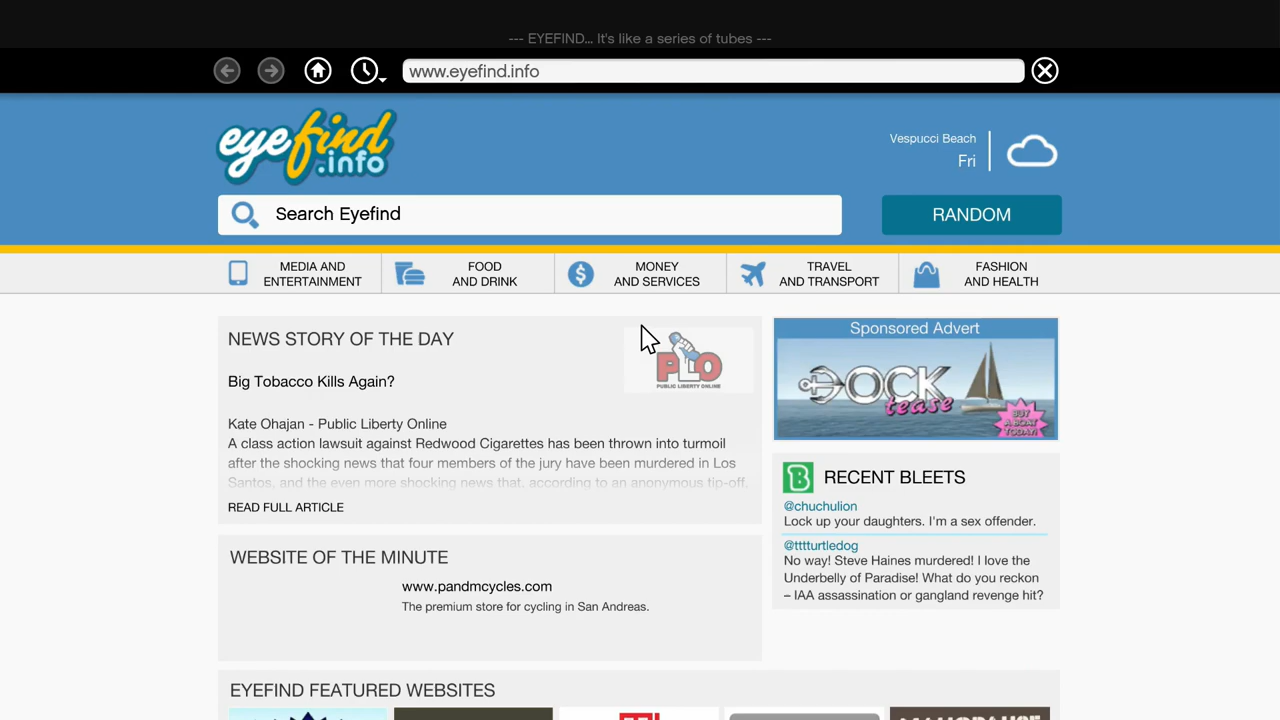 --- EYEFIND... It's like a series of tubes ---
www.eyefind.info
eyefind
.info
Vespucci Beach
Fri
Search Eyefind
RANDOM
MEDIA AND
ENTERTAINMENT
FOOD
AND DRINK
MONEY
AND SERVICES
TRAVEL
AND TRANSPORT
FASHION
AND HEALTH
NEWS STORY OF THE DAY
PLO
PUBLIC LIBERTY ONLINE
Big Tobacco Kills Again?
Kate Ohajan - Public Liberty Online
A class action lawsuit against Redwood Cigarettes has been thrown into turmoil
after the shocking news that four members of the jury have been murdered in Los
Santos, and the even more shocking news that, according to an anonymous tip-off.
READ FULL ARTICLE
Sponsored Advert
DOCK
tease
BUY
A BOAT
TODAY!
B
RECENT BLEETS
@chuchulion
Lock up your daughters. I'm a sex offender.
@tttturtledog
No way! Steve Haines murdered! I love the
Underbelly of Paradise! What do you reckon
– IAA assassination or gangland revenge hit?
WEBSITE OF THE MINUTE
www.pandmcycles.com
The premium store for cycling in San Andreas.
EYEFIND FEATURED WEBSITES